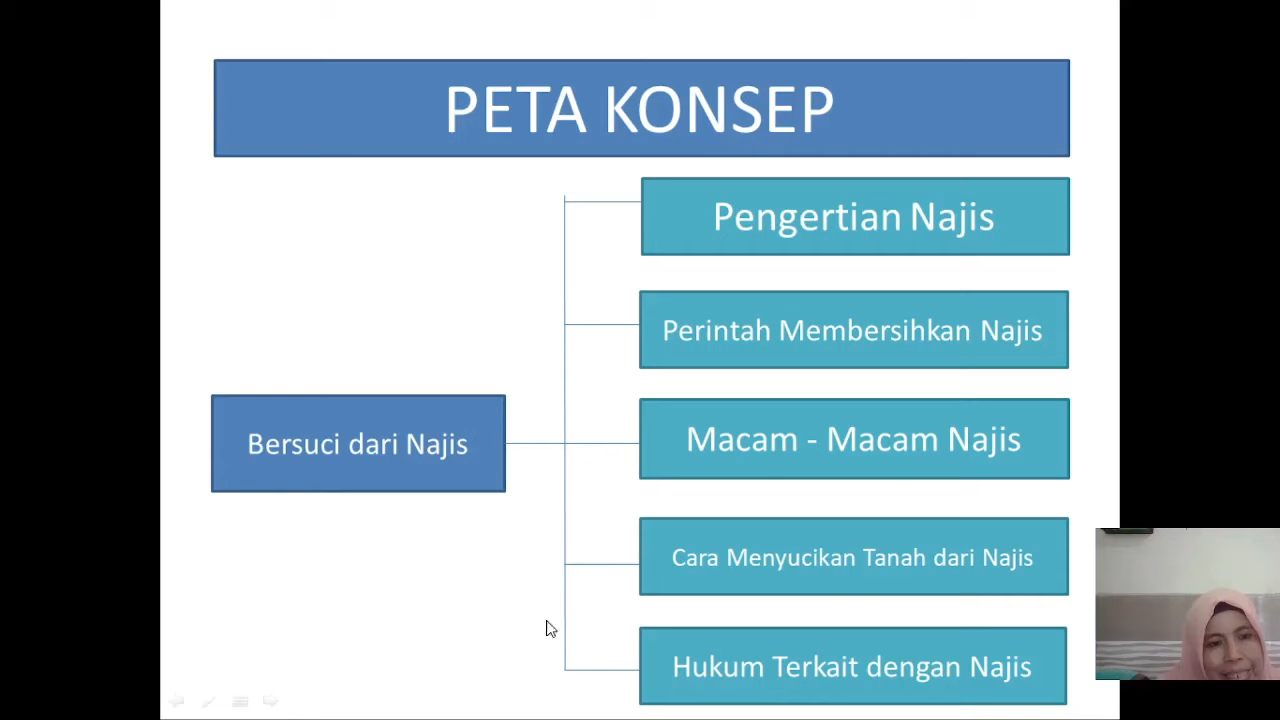 PETA KONSEP
Pengertian Najis
Perintah Membersihkan Najis
Bersuci dari Najis
Macam - Macam Najis
Cara Menyucikan Tanah dari Najis
Hukum Terkait dengan Najis